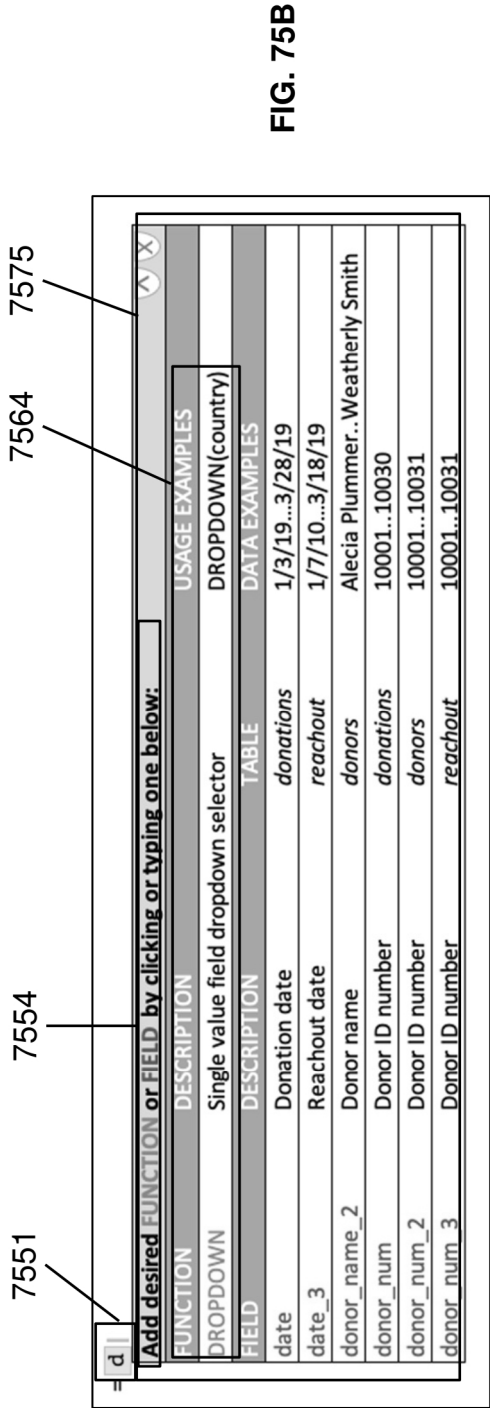 7551
7554
7564
7575
= d
Add desired FUNCTION or FIELD by clicking or typing one below: ^ X
FUNCTION DESCRIPTION USAGE EXAMPLES
DROPDOWN Single value field dropdown selector DROPDOWN(country)
FIELD DESCRIPTION TABLE DATA EXAMPLES
date Donation date donations 1/3/19...3/28/19
date_3 Reachout date reachout 1/7/10...3/18/19
donor_name_2 Donor name donors Alecia Plummer..Weatherly Smith
donor_num Donor ID number donations 10001..10030
donor_num_2 Donor ID number donors 10001..10031
donor_num_3 Donor ID number reachout 10001..10031
FIG. 75B